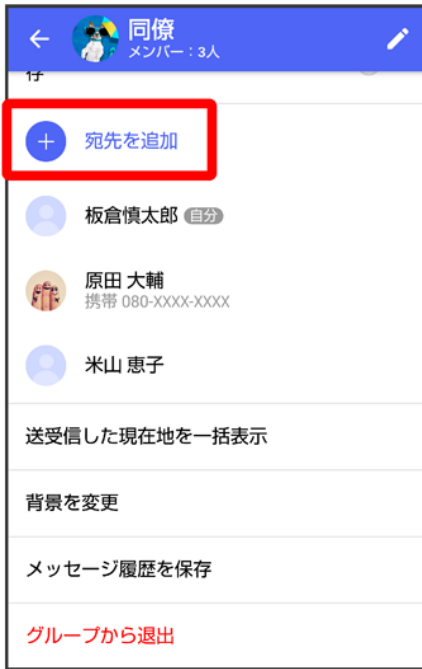 同僚
メンバー：3人
存
宛先を追加
板倉慎太郎 自分
原田 大輔
携帯 080-XXXX-XXXX
米山 恵子
送受信した現在地を一括表示
背景を変更
メッセージ履歴を保存
グループから退出